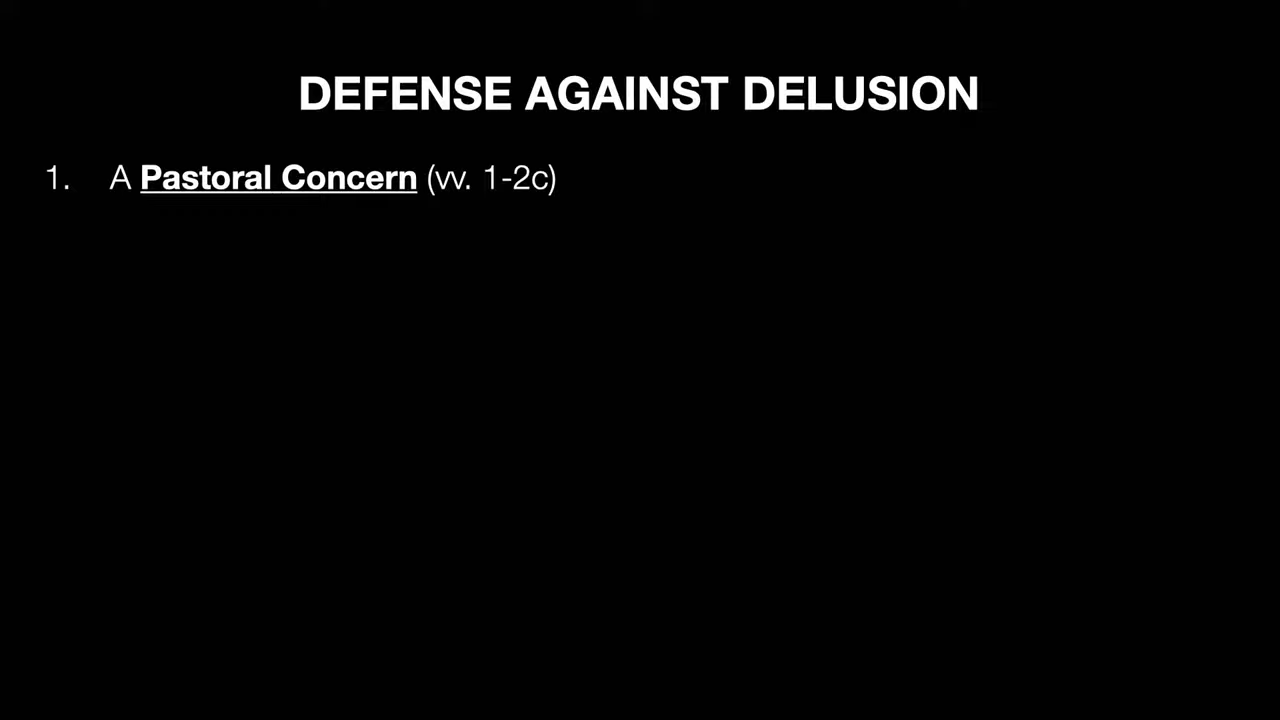 DEFENSE AGAINST DELUSION
1. A Pastoral Concern (vv. 1-2c)